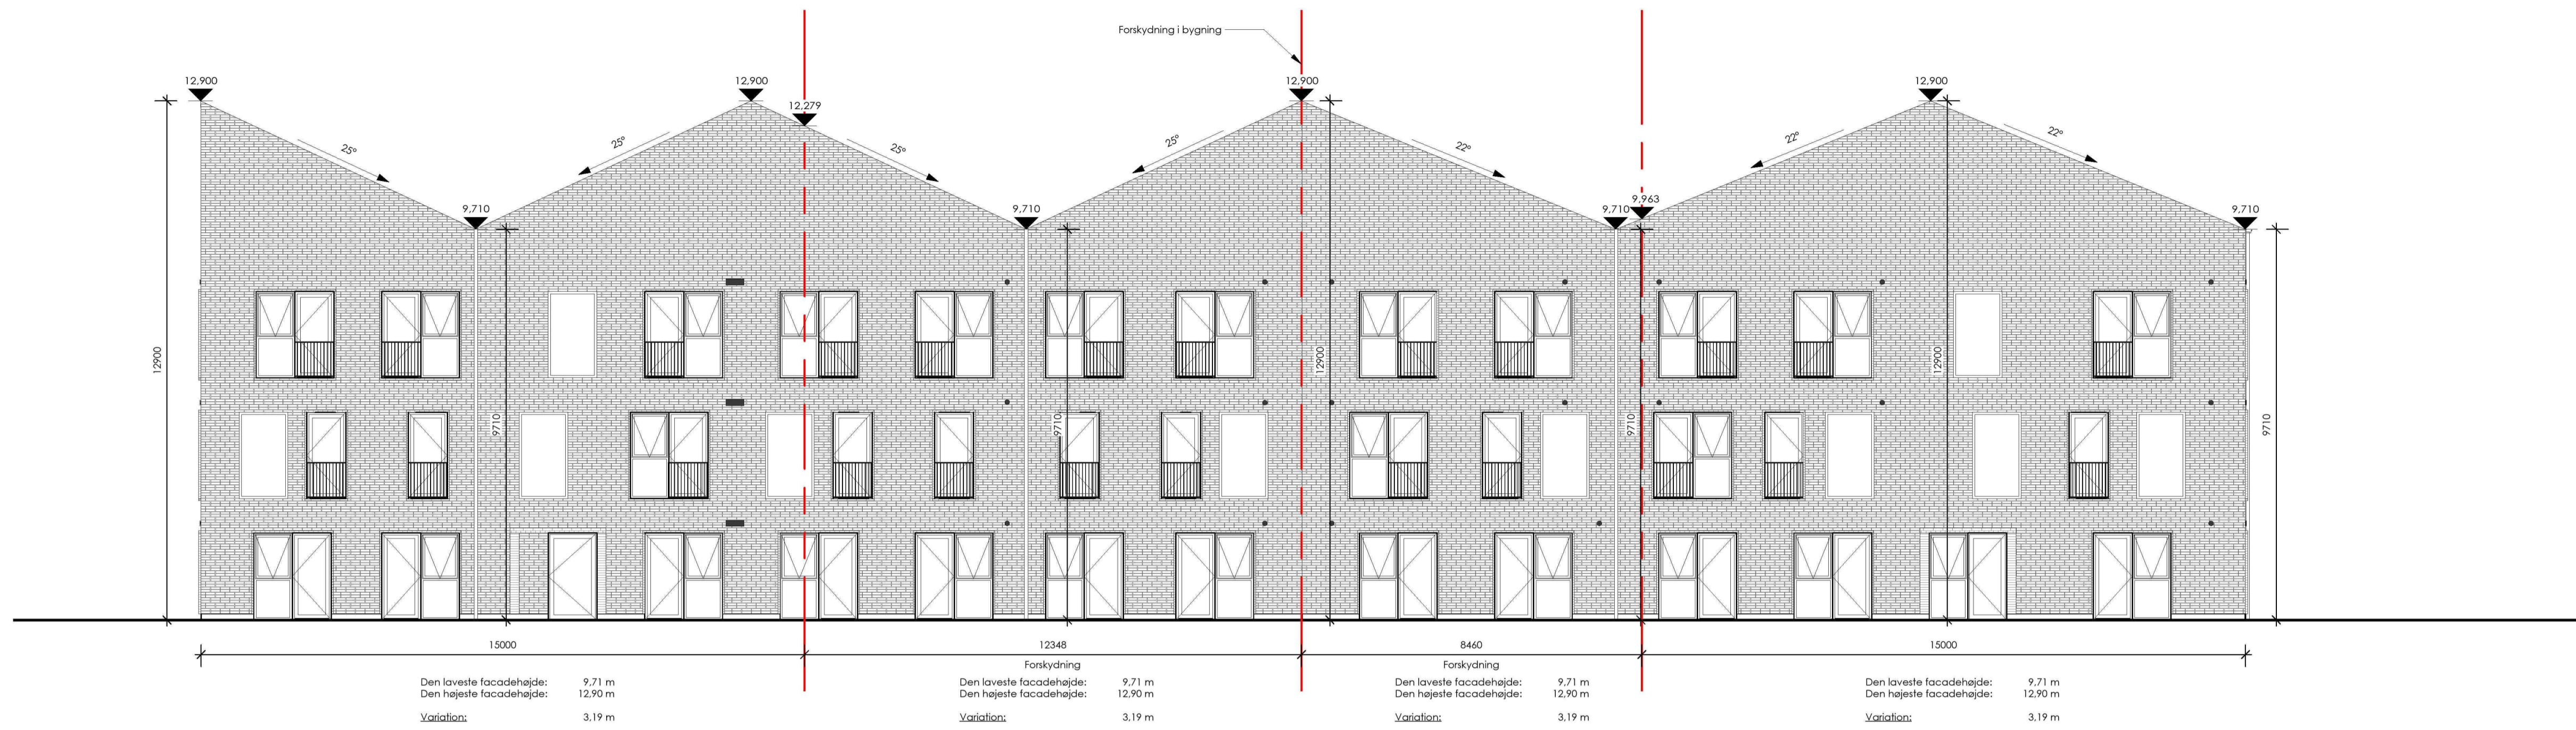 Forskydning i bygning
12,900
12,900
12,900
12,900
12,279
25°
25°
25°
25°
22°
22°
22°
9,710
9,710
9,710
9,963
9,710
12900
9710
9710
12900
9710
12900
9710
15000
12348
8460
15000
Forskydning
Forskydning
Den laveste facadehøjde: 9,71 m
Den højeste facadehøjde: 12,90 m
Variation: 3,19 m
Den laveste facadehøjde: 9,71 m
Den højeste facadehøjde: 12,90 m
Variation: 3,19 m
Den laveste facadehøjde: 9,71 m
Den højeste facadehøjde: 12,90 m
Variation: 3,19 m
Den laveste facadehøjde: 9,71 m
Den højeste facadehøjde: 12,90 m
Variation: 3,19 m